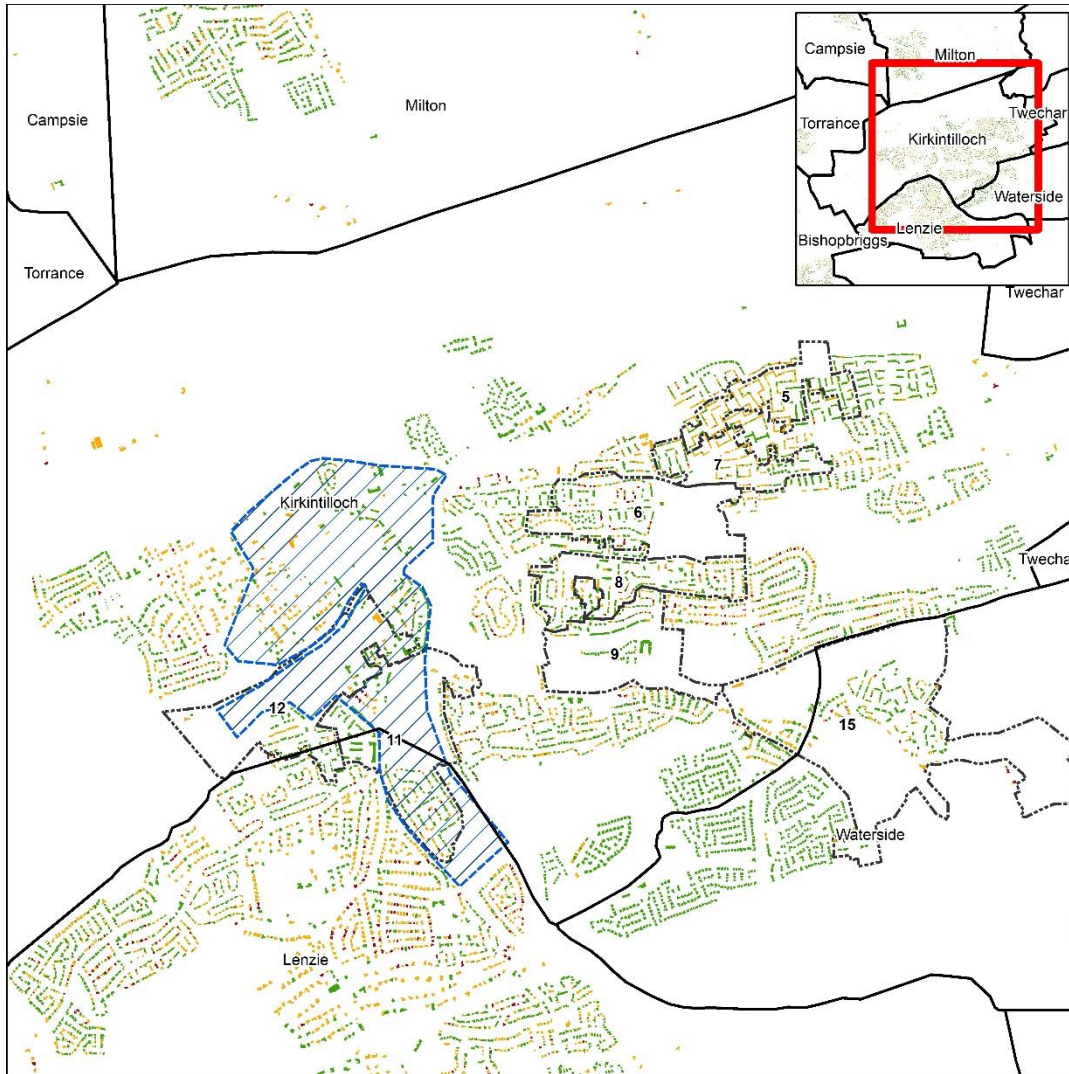 Campsie
Milton
Torrance
Twechar
Kirkintilloch
Waterside
Lenzie
Bishopbriggs
Milton
Campsie
Torrance
Twechar
5
7
Kirkintilloch
6
Twecha
8
9
12
15
11
Waterside
Lenzie